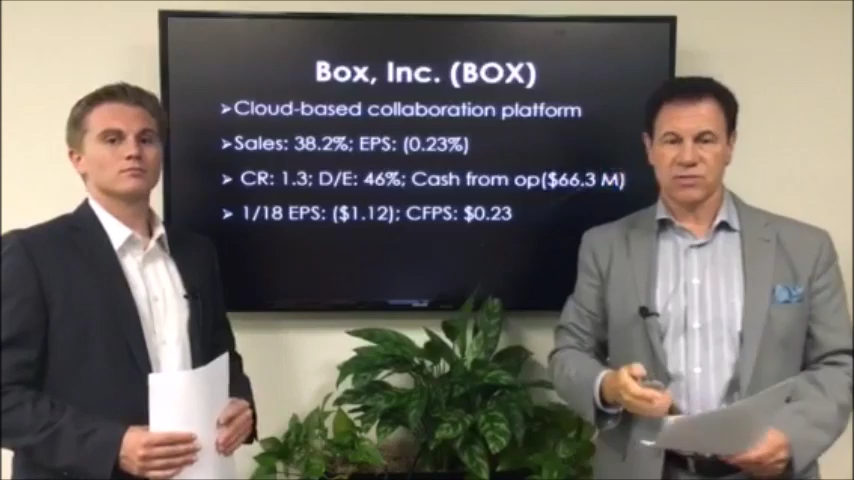 Box, Inc. (BOX)
➢Cloud-based collaboration platform
➢Sales: 38.2%; EPS: (0.23%)
➢ CR: 1.3; D/E: 46%; Cash from op($66.3 M)
➢ 1/18 EPS: ($1.12); CFPS: $0.23